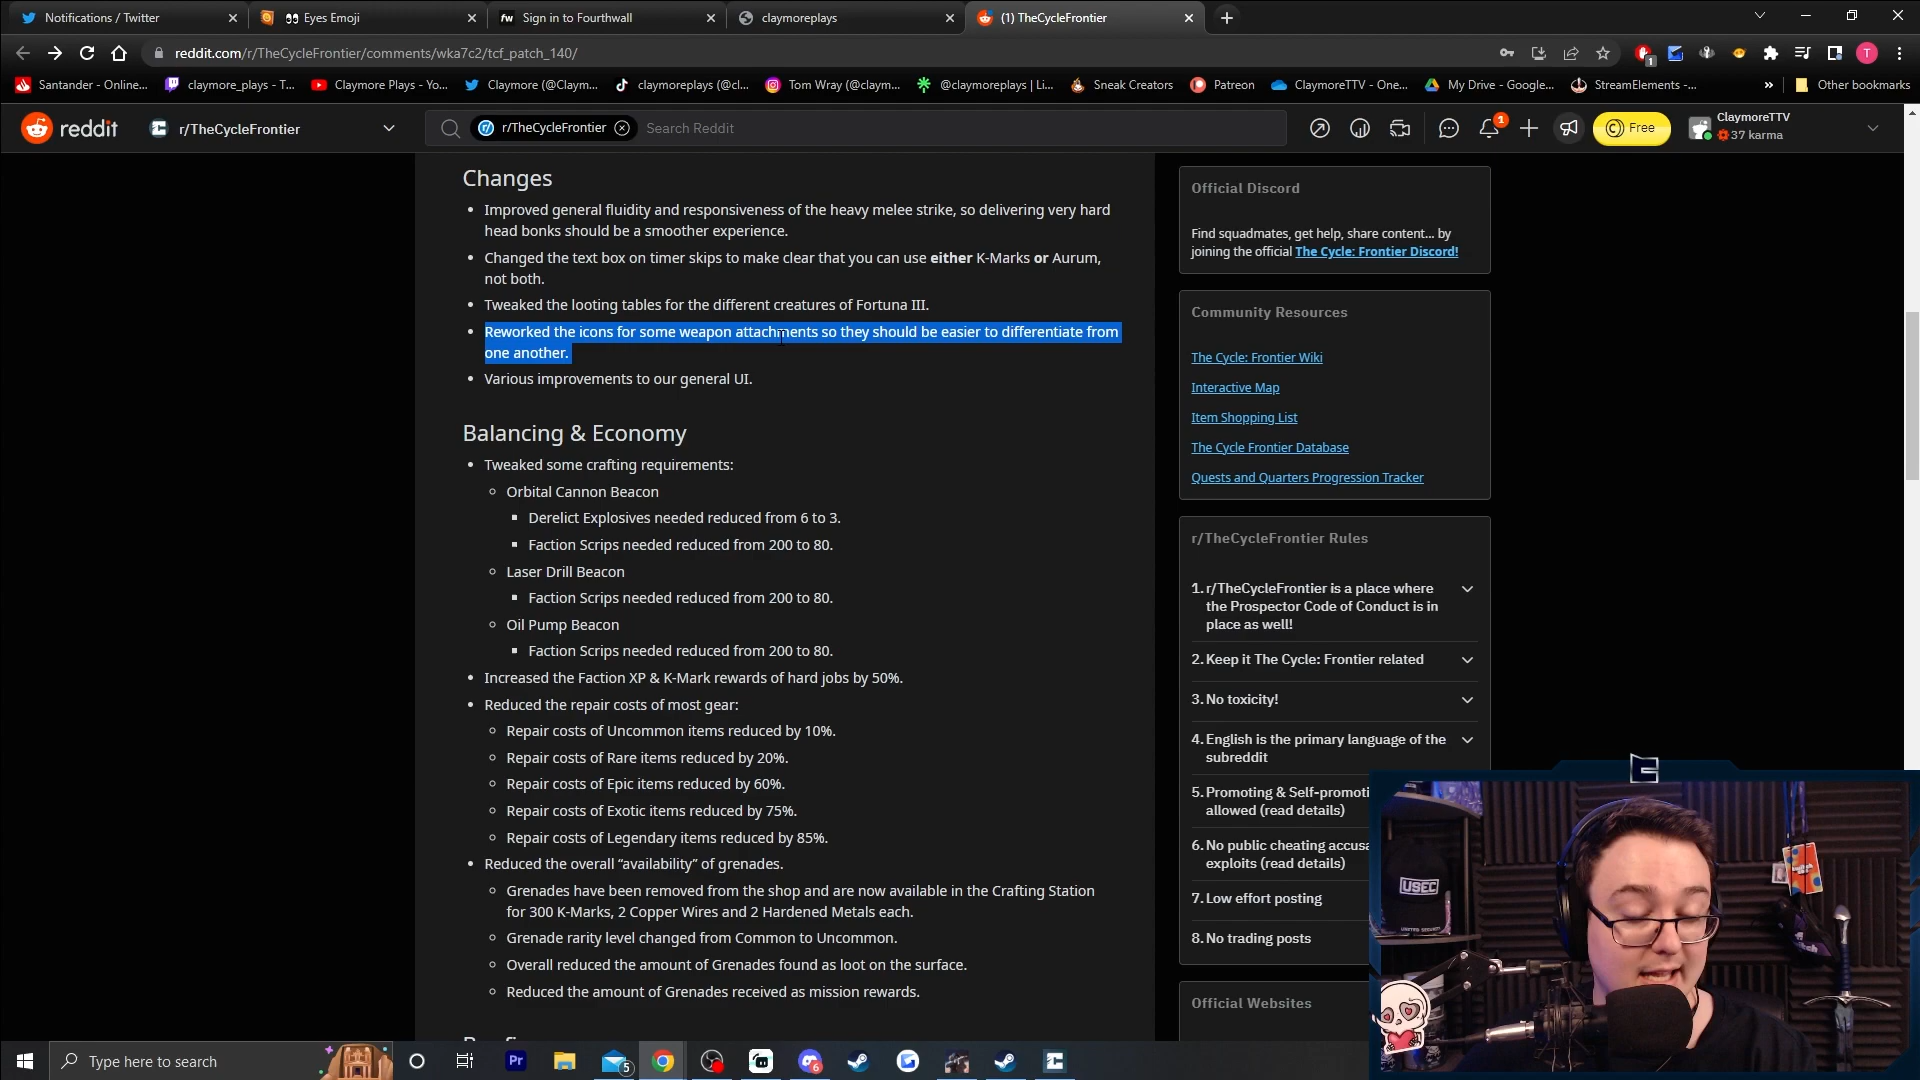 Notifications / Twitter
Eyes Emoji
Sign in to Fourthwall
claymoreplays
(1) TheCycleFrontier
reddit.com/r/TheCycleFrontier/comments/wka7c2/tcf_patch_140/
1
T
Santander - Online...
claymore_plays - T...
Claymore Plays - Yo...
Claymore (@Claym...
claymoreplays (@cl...
Tom Wray (@claym...
@claymoreplays | Li...
Sneak Creators
Patreon
ClaymoreTTV - One...
My Drive - Google...
StreamElements -...
Other bookmarks
reddit
r/TheCycleFrontier
r/TheCycleFrontier
Search Reddit
1
Free
ClaymoreTTV
37 karma
Changes
Improved general fluidity and responsiveness of the heavy melee strike, so delivering very hard
head bonks should be a smoother experience.
Changed the text box on timer skips to make clear that you can use either K-Marks or Aurum,
not both.
Tweaked the looting tables for the different creatures of Fortuna III.
Reworked the icons for some weapon attachments so they should be easier to differentiate from
one another.
Various improvements to our general UI.
Balancing & Economy
Tweaked some crafting requirements:
Orbital Cannon Beacon
Derelict Explosives needed reduced from 6 to 3.
Faction Scrips needed reduced from 200 to 80.
Laser Drill Beacon
Faction Scrips needed reduced from 200 to 80.
Oil Pump Beacon
Faction Scrips needed reduced from 200 to 80.
Increased the Faction XP & K-Mark rewards of hard jobs by 50%.
Reduced the repair costs of most gear:
Repair costs of Uncommon items reduced by 10%.
Repair costs of Rare items reduced by 20%.
Repair costs of Epic items reduced by 60%.
Repair costs of Exotic items reduced by 75%.
Repair costs of Legendary items reduced by 85%.
Reduced the overall “availability” of grenades.
Grenades have been removed from the shop and are now available in the Crafting Station
for 300 K-Marks, 2 Copper Wires and 2 Hardened Metals each.
Grenade rarity level changed from Common to Uncommon.
Overall reduced the amount of Grenades found as loot on the surface.
Reduced the amount of Grenades received as mission rewards.
Official Discord
Find squadmates, get help, share content... by
joining the official The Cycle: Frontier Discord!
Community Resources
The Cycle: Frontier Wiki
Interactive Map
Item Shopping List
The Cycle Frontier Database
Quests and Quarters Progression Tracker
r/TheCycleFrontier Rules
1. r/TheCycleFrontier is a place where
the Prospector Code of Conduct is in
place as well!
2. Keep it The Cycle: Frontier related
3. No toxicity!
4. English is the primary language of the
subreddit
5. Promoting & Self-promoti
allowed (read details)
6. No public cheating accusa
exploits (read details)
7. Low effort posting
8. No trading posts
Official Websites
USEC
Type here to search
Pr
5
6